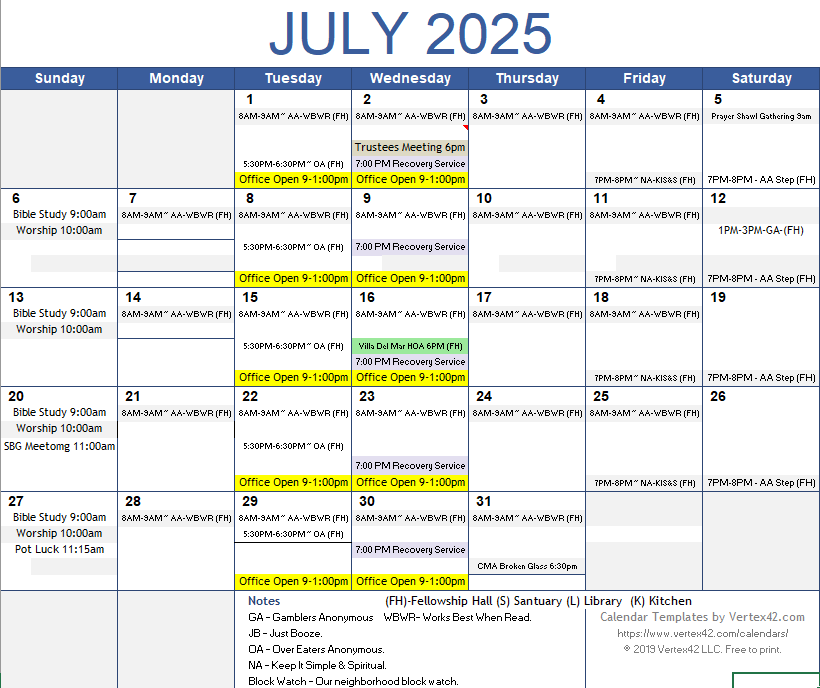 JULY 2025
Sunday Monday Tuesday Wednesday Thursday Friday Saturday
1 2 3 4 5
8AM-9AM~ AA-WBWR (FH) 8AM-9AM~ AA-WBWR (FH) 8AM-9AM~ AA-WBWR (FH) 8AM-9AM~ AA-WBWR (FH) Prayer Shawl Gathering 9am
Trustees Meeting 6pm
5:30PM-6:30PM~ OA (FH) 7:00 PM Recovery Service
Office Open 9-1:00pm Office Open 9-1:00pm 7PM-8PM~ NA-KIS&S (FH) 7PM-8PM - AA Step (FH)
6 7 8 9 10 11 12
Bible Study 9:00am 8AM-9AM~ AA-WBWR (FH) 8AM-9AM~ AA-WBWR (FH) 8AM-9AM~ AA-WBWR (FH) 8AM-9AM~ AA-WBWR (FH) 8AM-9AM~ AA-WBWR (FH)
Worship 10:00am 1PM-3PM-GA-(FH)
5:30PM-6:30PM~ OA (FH) 7:00 PM Recovery Service
Office Open 9-1:00pm Office Open 9-1:00pm 7PM-8PM~ NA-KIS&S (FH) 7PM-8PM - AA Step (FH)
13 14 15 16 17 18 19
Bible Study 9:00am 8AM-9AM~ AA-WBWR (FH) 8AM-9AM~ AA-WBWR (FH) 8AM-9AM~ AA-WBWR (FH) 8AM-9AM~ AA-WBWR (FH) 8AM-9AM~ AA-WBWR (FH)
Worship 10:00am
5:30PM-6:30PM~ OA (FH) Villa Del Mar HOA 6PM (FH)
7:00 PM Recovery Service
Office Open 9-1:00pm Office Open 9-1:00pm 7PM-8PM~ NA-KIS&S (FH) 7PM-8PM - AA Step (FH)
20 21 22 23 24 25 26
Bible Study 9:00am 8AM-9AM~ AA-WBWR (FH) 8AM-9AM~ AA-WBWR (FH) 8AM-9AM~ AA-WBWR (FH) 8AM-9AM~ AA-WBWR (FH) 8AM-9AM~ AA-WBWR (FH)
Worship 10:00am
SBG Meetomg 11:00am 5:30PM-6:30PM~ OA (FH)
7:00 PM Recovery Service
Office Open 9-1:00pm Office Open 9-1:00pm 7PM-8PM~ NA-KIS&S (FH) 7PM-8PM - AA Step (FH)
27 28 29 30 31
Bible Study 9:00am 8AM-9AM~ AA-WBWR (FH) 8AM-9AM~ AA-WBWR (FH) 8AM-9AM~ AA-WBWR (FH) 8AM-9AM~ AA-WBWR (FH)
Worship 10:00am 5:30PM-6:30PM~ OA (FH)
Pot Luck 11:15am 7:00 PM Recovery Service
CMA Broken Glass 6:30pm
Office Open 9-1:00pm Office Open 9-1:00pm
Notes (FH)-Fellowship Hall (S) Santuary (L) Library (K) Kitchen
GA - Gamblers Anonymous WBWR- Works Best When Read. Calendar Templates by Vertex42.com
JB - Just Booze. https://www.vertex42.com/calendars/
OA - Over Eaters Anonymous. © 2019 Vertex42 LLC. Free to print.
NA - Keep It Simple & Spiritual.
Block Watch - Our neighborhood block watch.